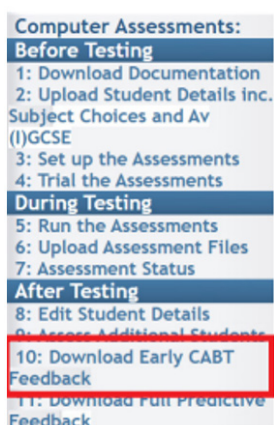 Computer Assessments:
Before Testing
1: Download Documentation
2: Upload Student Details inc.
Subject Choices and Av
(I)GCSE
3: Set up the Assessments
4: Trial the Assessments
During Testing
5: Run the Assessments
6: Upload Assessment Files
7: Assessment Status
After Testing
8: Edit Student Details
9: Access Additional Students
10: Download Early CABT
Feedback
11: Download Full Predictive
Feedback